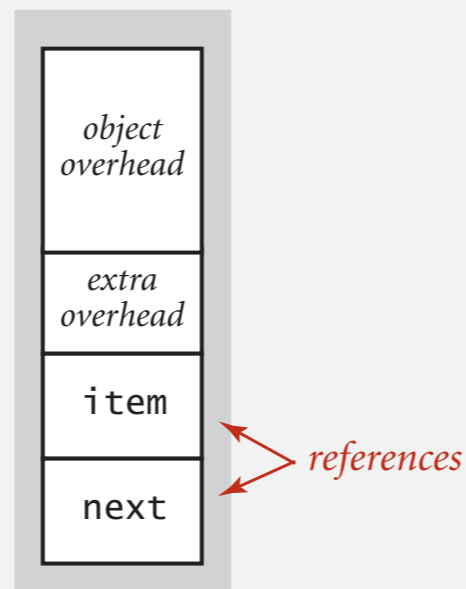 object
overhead
extra
overhead
item
references
next